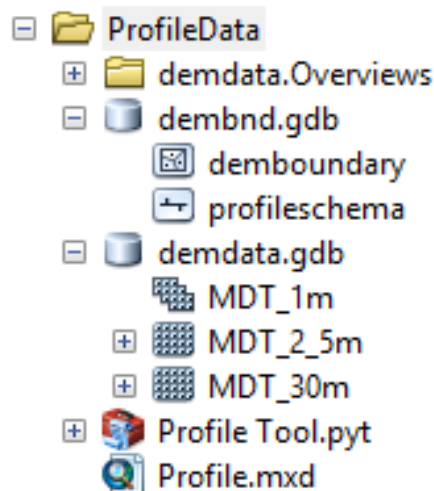 ProfileData
demdata.Overviews
dembnd.gdb
demboundary
profileschema
demdata.gdb
MDT_1m
MDT_2_5m
MDT_30m
Profile Tool.pyt
Profile.mxd